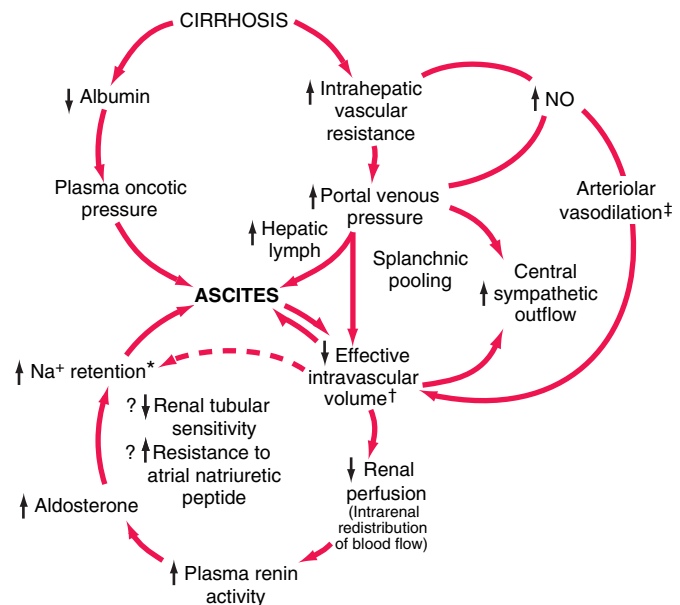 CIRRHOSIS
↓ Albumin
↑ Intrahepatic
vascular
resistance
↑ NO
Plasma oncotic
pressure
↑ Portal venous
pressure
Arteriolar
vasodilation‡
↑ Hepatic
lymph
Splanchnic
pooling
Central
↑ sympathetic
outflow
ASCITES
↓ Effective
intravascular
volume†
↑ Na⁺ retention*
? ↓ Renal tubular
sensitivity
? ↑ Resistance to
atrial natriuretic
peptide
↓ Renal
perfusion
(Intrarenal
redistribution
of blood flow)
↑ Aldosterone
↑ Plasma renin
activity